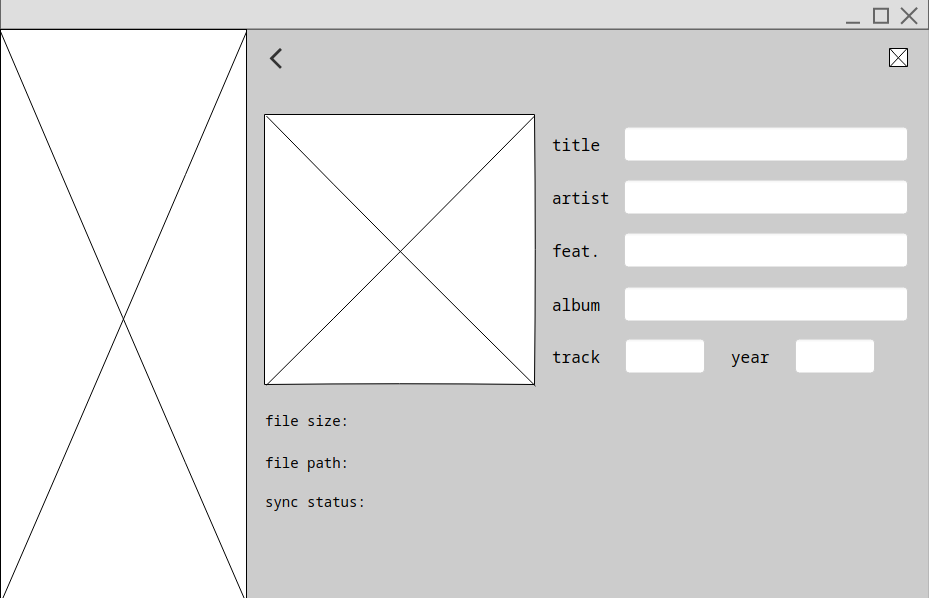 title
artist
feat.
album
track year
file size:
file path:
sync status: